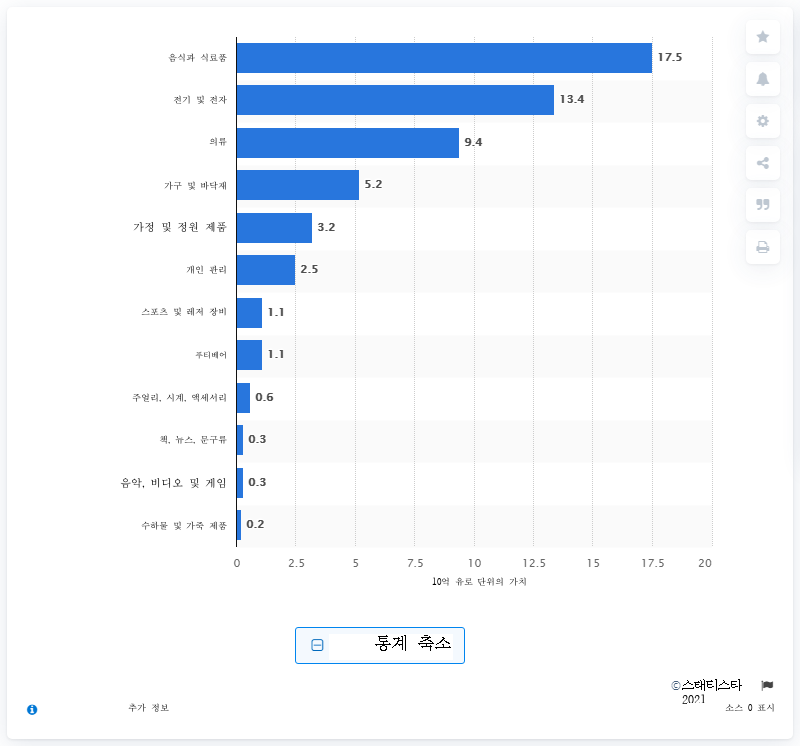 음식과 식료품 17.5
전기 및 전자 13.4
의류 9.4
가구 및 바닥재 5.2
가정 및 정원 제품 3.2
개인 관리 2.5
스포츠 및 레저 장비 1.1
푸티베어 1.1
주얼리, 시계, 액세서리 0.6
책, 뉴스, 문구류 0.3
음악, 비디오 및 게임 0.3
수하물 및 가죽 제품 0.2
0 2.5 5 7.5 10 12.5 15 17.5 20
10억 유로 단위의 가치
통계 축소
©스태티스타
2021
추가 정보
소스 0 표시